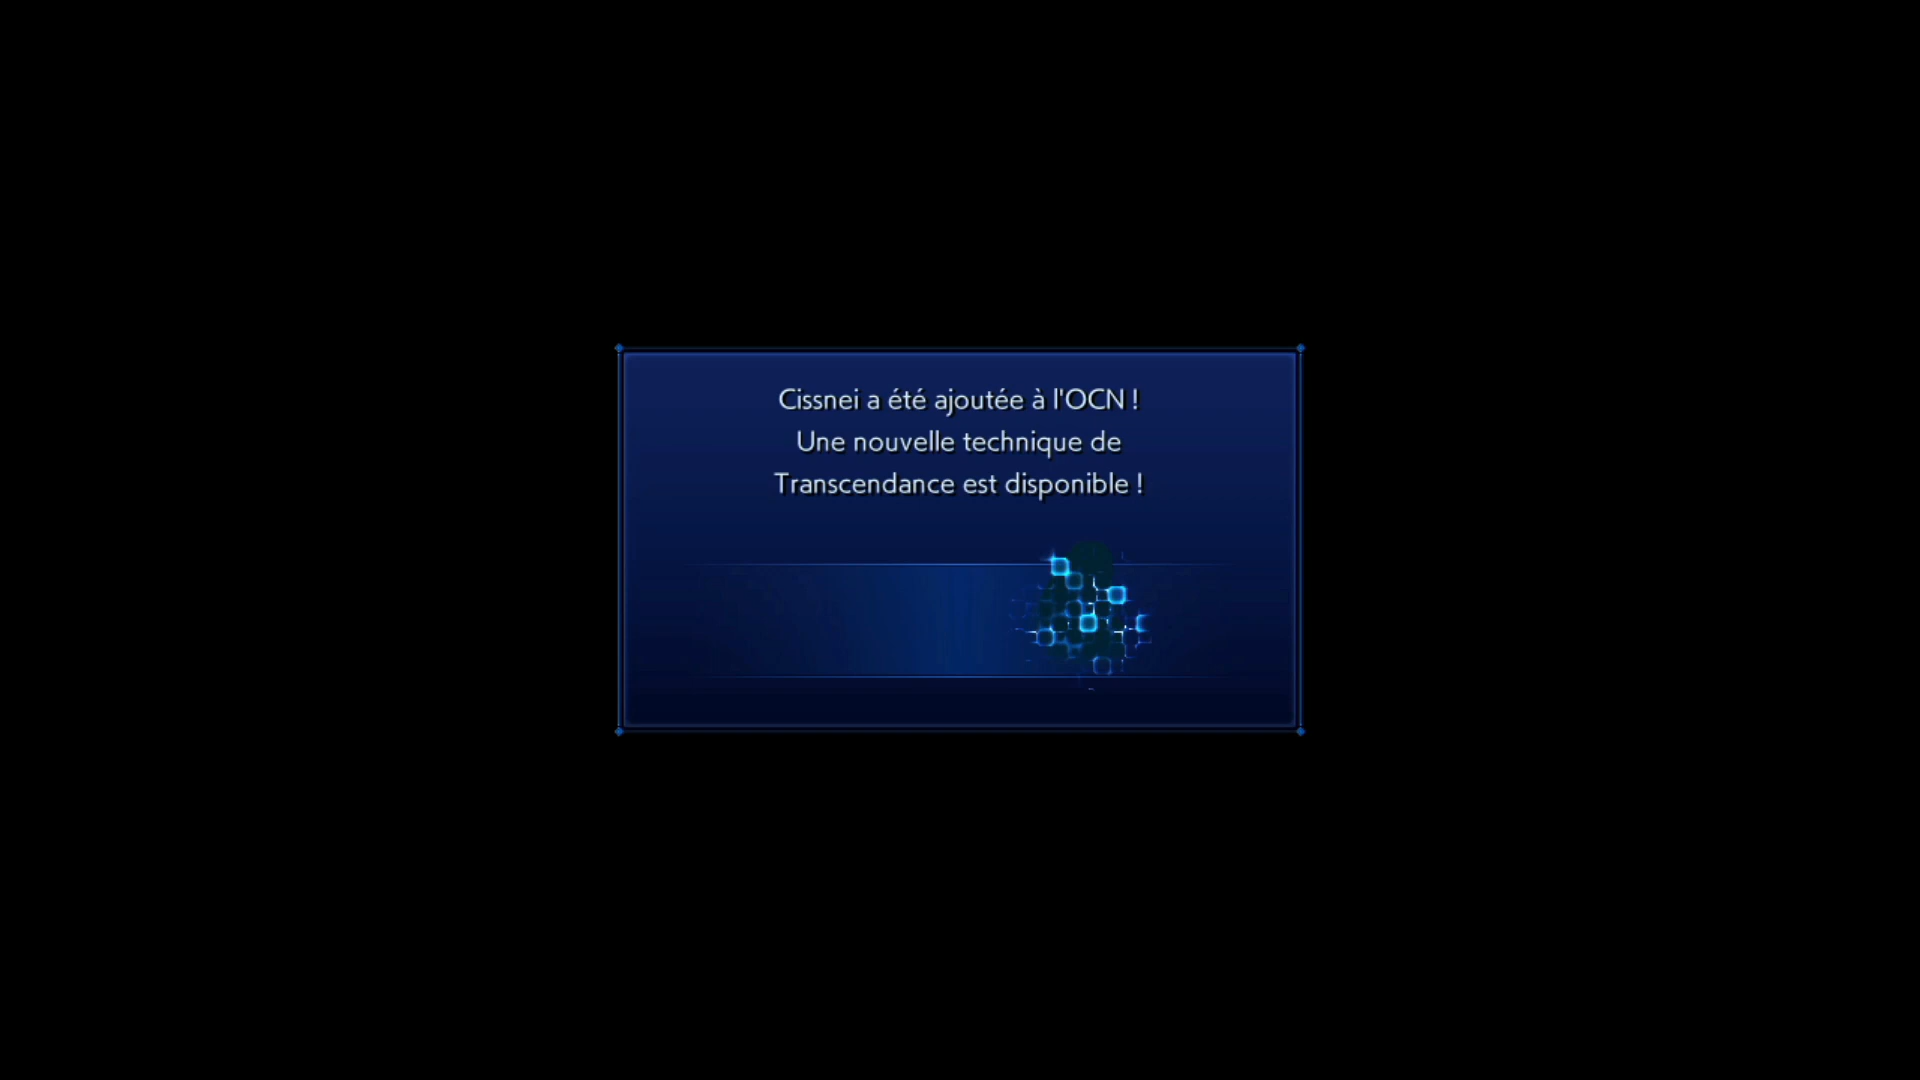 Cissnei a été ajoutée à l'OCN !
Une nouvelle technique de
Transcendance est disponible !